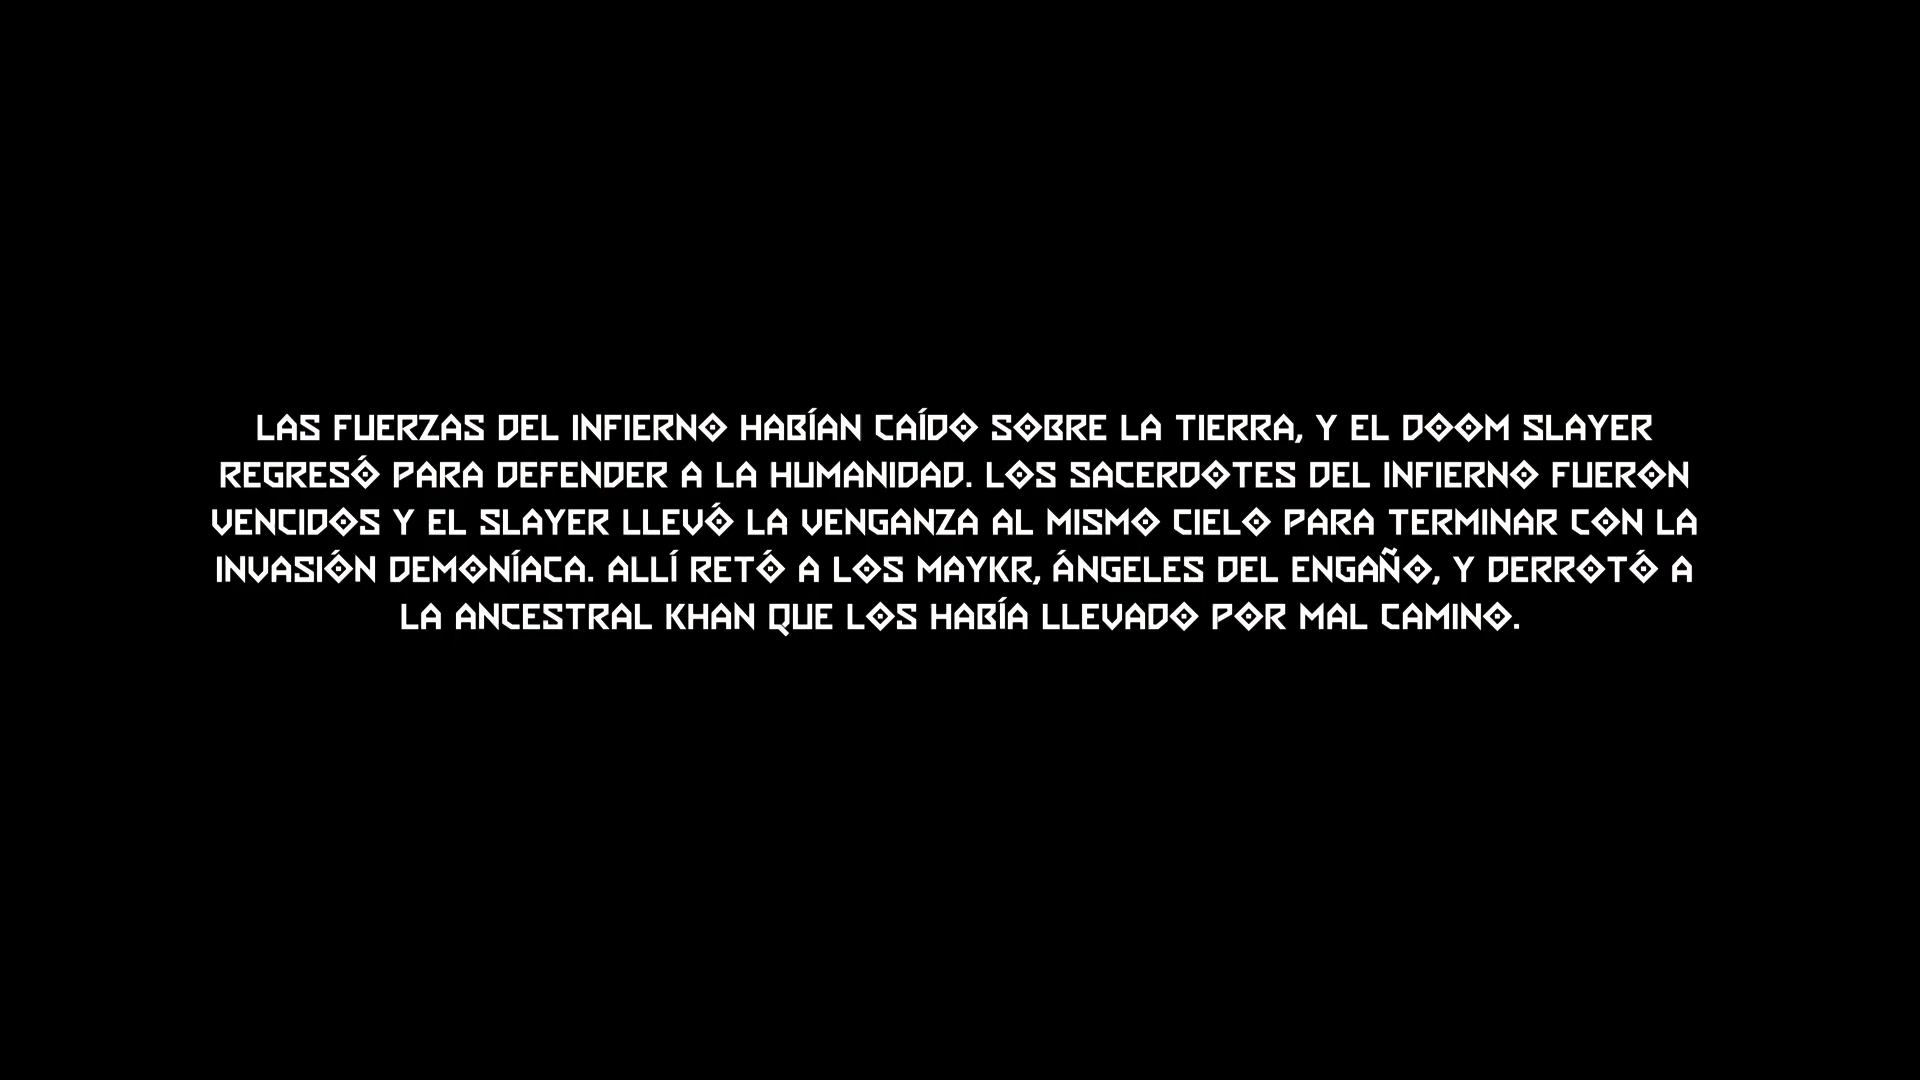 LAS FUERZAS DEL INFIERNO HABÍAN CAÍDO SOBRE LA TIERRA, Y EL DOOM SLAYER
REGRESÓ PARA DEFENDER A LA HUMANIDAD. LOS SACERDOTES DEL INFIERNO FUERON
VENCIDOS Y EL SLAYER LLEVÓ LA VENGANZA AL MISMO CIELO PARA TERMINAR CON LA
INVASIÓN DEMONÍACA. ALLÍ RETÓ A LOS MAYKR, ÁNGELES DEL ENGAÑO, Y DERROTÓ A
LA ANCESTRAL KHAN QUE LOS HABÍA LLEVADO POR MAL CAMINO.